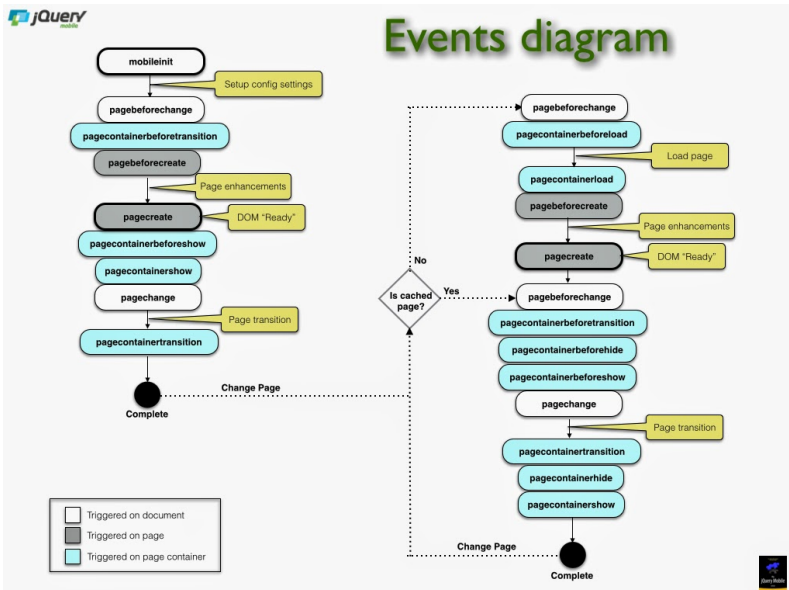 jQuery
mobile
Events diagram
mobileinit
Setup config settings
pagebeforechange
pagecontainerbeforetransition
pagebeforecreate
Page enhancements
pagecreate
DOM “Ready”
pagecontainerbeforeshow
pagecontainershow
pagechange
Page transition
pagecontainertransition
Complete
Change Page
Is cached
page?
No
Yes
pagebeforechange
pagecontainerbeforeload
Load page
pagecontainerload
pagebeforecreate
Page enhancements
pagecreate
DOM “Ready”
pagebeforechange
pagecontainerbeforetransition
pagecontainerbeforehide
pagecontainerbeforeshow
pagechange
Page transition
pagecontainertransition
pagecontainerhide
pagecontainershow
Change Page
Complete
Triggered on document
Triggered on page
Triggered on page container
jQuery Mobile